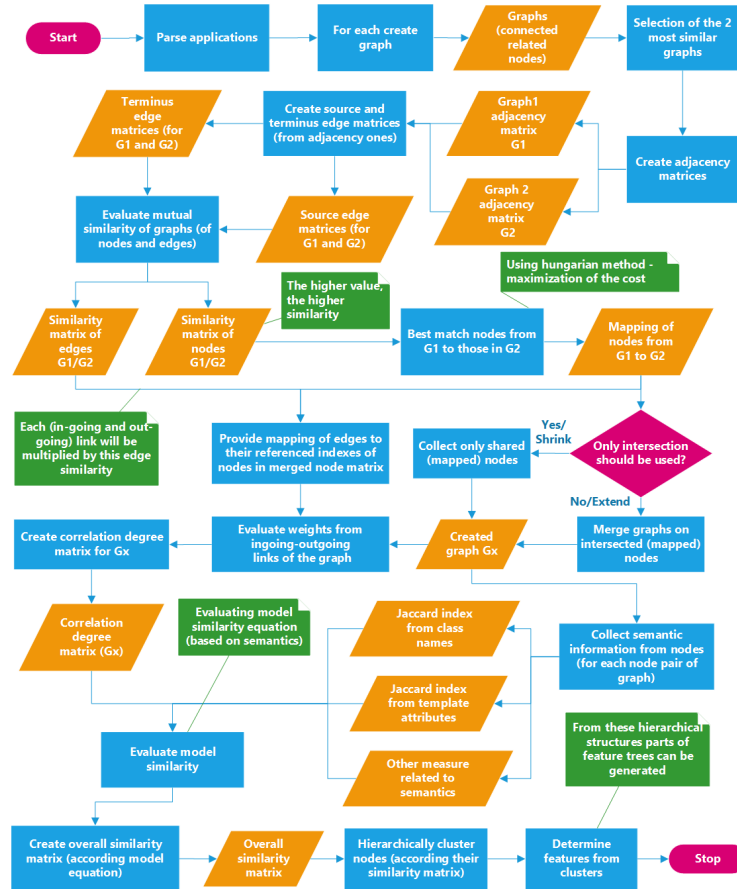 Start
Parse applications
For each create
graph
Graphs
(connected
related
nodes)
Selection of the 2
most similar
graphs
Terminus
edge
matrices (for
G1 and G2)
Create source and
terminus edge matrices
(from adjacency ones)
Graph1
adjacency
matrix
G1
Create adjacency
matrices
Graph 2
adjacency
matrix
G2
Evaluate mutual
similarity of graphs (of
nodes and edges)
Source edge
matrices (for
G1 and G2)
The higher value,
the higher
similarity
Using hungarian method -
maximization of the cost
Similarity
matrix of
edges
G1/G2
Similarity
matrix of
nodes
G1/G2
Best match nodes from
G1 to those in G2
Mapping of
nodes from
G1 to G2
Each (in-going and out-
going) link will be
multiplied by this edge
similarity
Provide mapping of edges to
their referenced indexes of
nodes in merged node matrix
Collect only shared
(mapped) nodes
Yes/
Shrink
Only intersection
should be used?
No/Extend
Create correlation degree
matrix for Gx
Evaluate weights from
ingoing-outgoing
links of the graph
Created
graph Gx
Merge graphs on
intersected (mapped)
nodes
Correlation
degree
matrix (Gx)
Evaluating model
similarity equation
(based on semantics)
Jaccard index
from class
names
Collect semantic
information from nodes
(for each node pair of
graph)
Jaccard index
from template
attributes
Evaluate model
similarity
Other measure
related to
semantics
From these hierarchical
structures parts of
feature trees can be
generated
Create overall similarity
matrix (according model
equation)
Overall
similarity
matrix
Hierarchically cluster
nodes (according their
similarity matrix)
Determine
features from
clusters
Stop